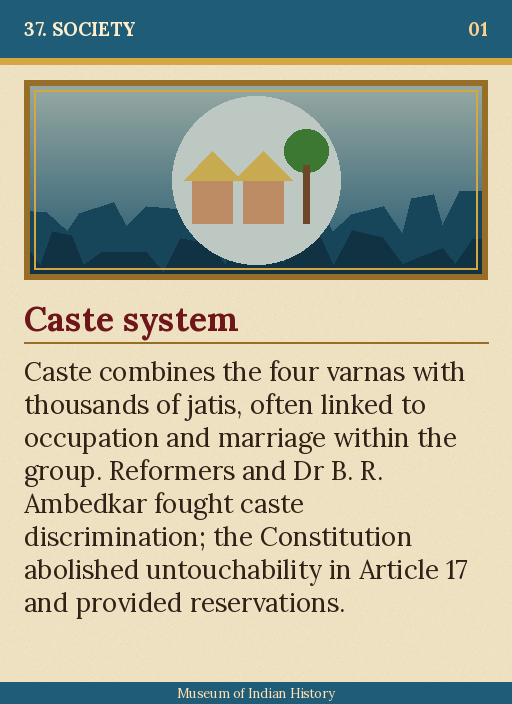 37. SOCIETY
01
Caste system
Caste combines the four varnas with
thousands of jatis, often linked to
occupation and marriage within the
group. Reformers and Dr B. R.
Ambedkar fought caste
discrimination; the Constitution
abolished untouchability in Article 17
and provided reservations.
Museum of Indian History